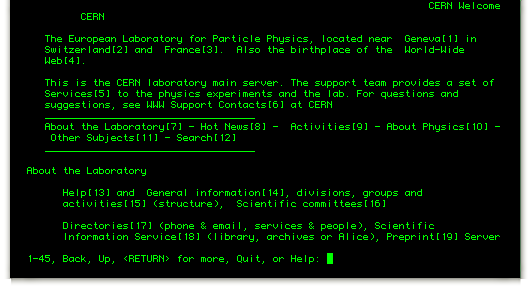 CERN Welcome
CERN
The European Laboratory for Particle Physics, located near Geneva[1] in
Switzerland[2] and France[3]. Also the birthplace of the World-Wide
Web[4].
This is the CERN laboratory main server. The support team provides a set of
Services[5] to the physics experiments and the lab. For questions and
suggestions, see WWW Support Contacts[6] at CERN
About the Laboratory[7] - Hot News[8] - Activities[9] - About Physics[10] -
Other Subjects[11] - Search[12]
About the Laboratory
Help[13] and General information[14], divisions, groups and
activities[15] (structure), Scientific committees[16]
Directories[17] (phone & email, services & people), Scientific
Information Service[18] (library, archives or Alice), Preprint[19] Server
1-45, Back, Up, <RETURN> for more, Quit, or Help: